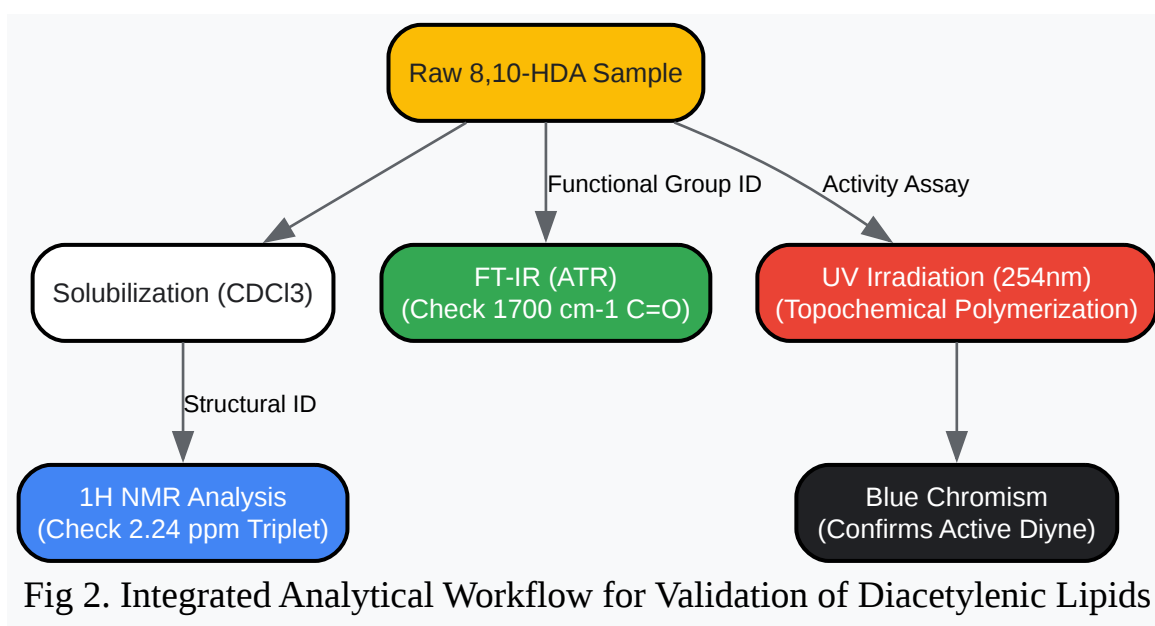 Raw 8,10-HDA Sample
Functional Group ID
Activity Assay
Solubilization (CDCl3)
FT-IR (ATR)
(Check 1700 cm-1 C=O)
UV Irradiation (254nm)
(Topochemical Polymerization)
Structural ID
1H NMR Analysis
(Check 2.24 ppm Triplet)
Blue Chromism
(Confirms Active Diyne)
Fig 2. Integrated Analytical Workflow for Validation of Diacetylenic Lipids